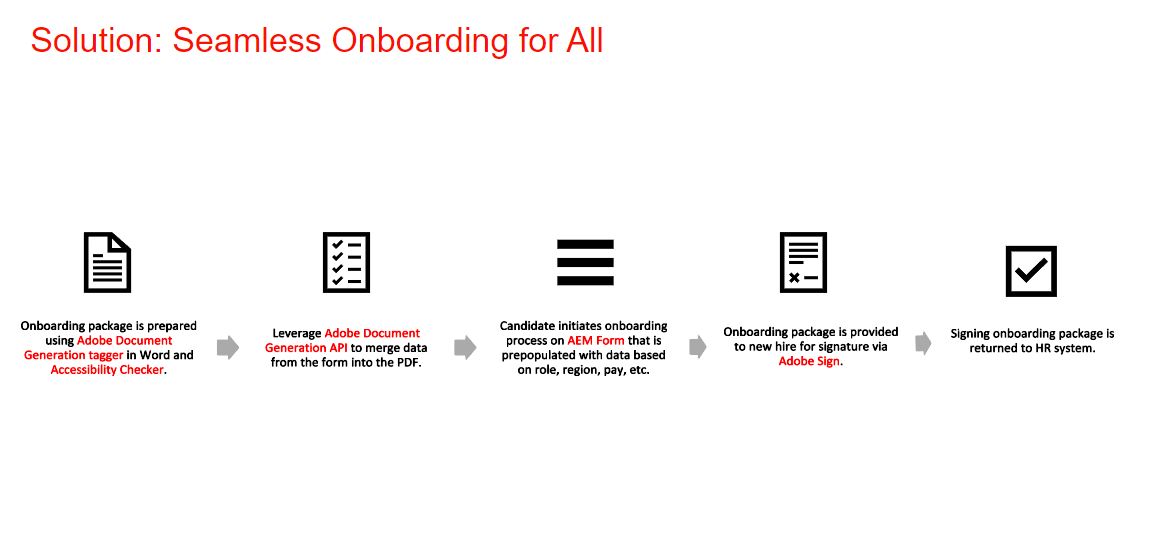 Solution: Seamless Onboarding for All
Onboarding package is prepared
using Adobe Document
Generation tagger in Word and
Accessibility Checker.
Leverage Adobe Document
Generation API to merge data
from the form into the PDF.
Candidate initiates onboarding
process on AEM Form that is
prepopulated with data based
on role, region, pay, etc.
Onboarding package is provided
to new hire for signature via
Adobe Sign.
Signing onboarding package is
returned to HR system.